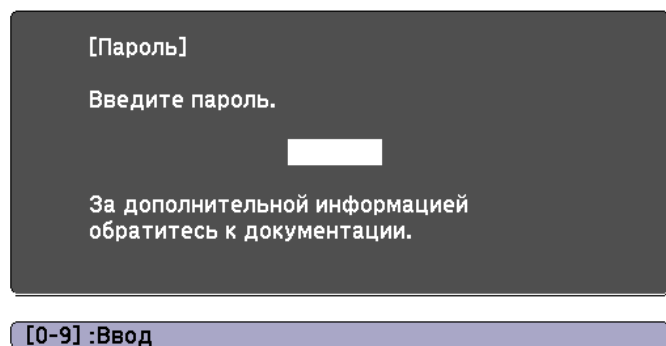 [Пароль]
Введите пароль.
За дополнительной информацией
обратитесь к документации.
[0-9] :Ввод